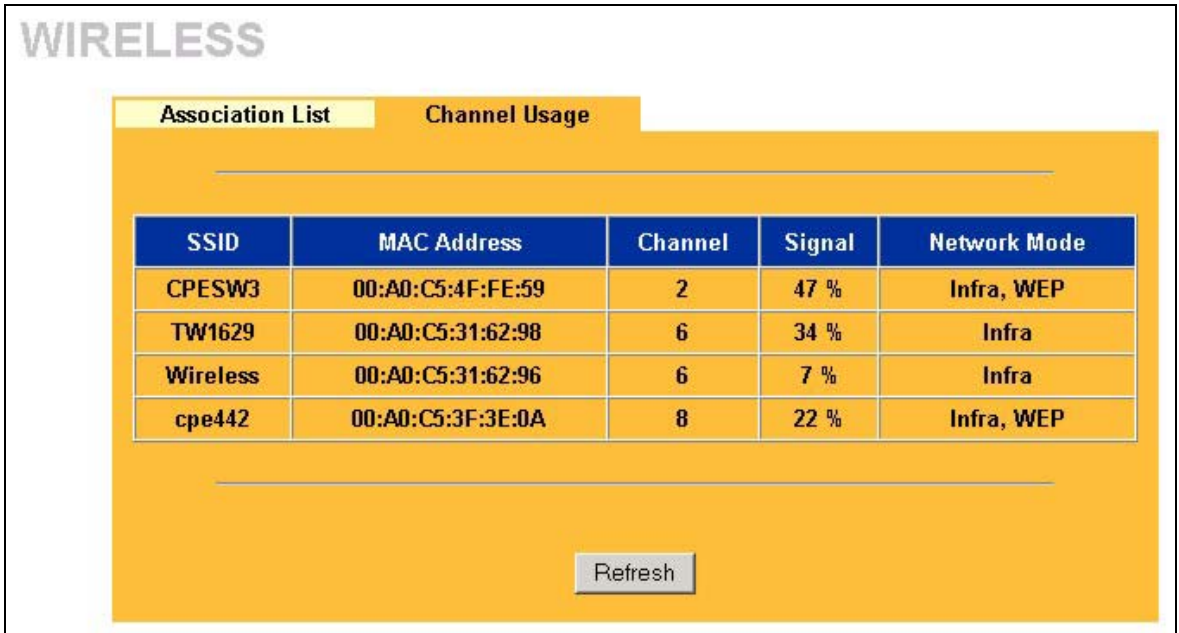 WIRELESS
Association List Channel Usage
SSID MAC Address Channel Signal Network Mode
CPESW3 00:A0:C5:4F:FE:59 2 47 % Infra, WEP
TW1629 00:A0:C5:31:62:98 6 34 % Infra
Wireless 00:A0:C5:31:62:96 6 7 % Infra
cpe442 00:A0:C5:3F:3E:0A 8 22 % Infra, WEP
Refresh